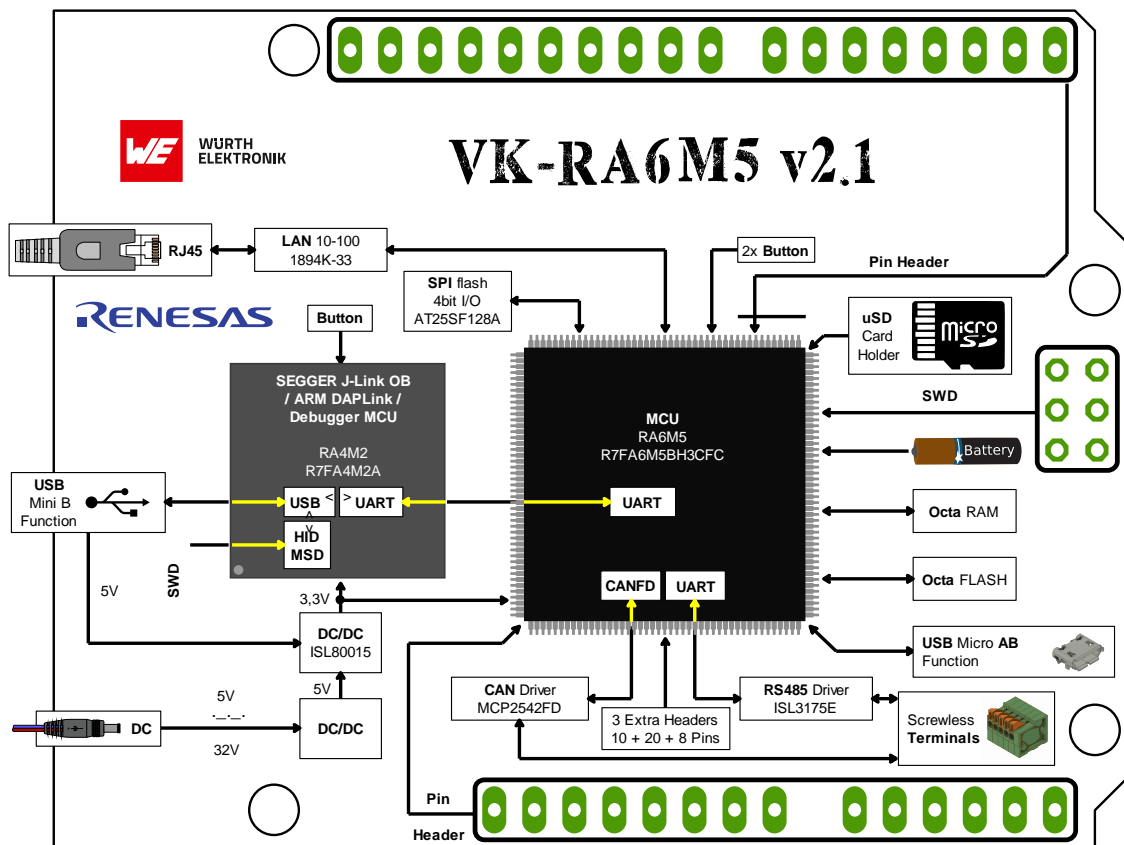 WE
WÜRTH
ELEKTRONIK
VK-RA6M5 v2.1
RJ45
LAN 10-100
1894K-33
2x Button
Pin Header
SPI flash
4bit I/O
AT25SF128A
uSD
Card
Holder
micro
SD
RENESAS
Button
SEGGER J-Link OB
/ ARM DAPLink /
Debugger MCU
RA4M2
R7FA4M2A
MCU
RA6M5
R7FA6M5BH3CFC
SWD
Battery
USB
Mini B
Function
USB
< >
UART
UART
< >
HID
MSD
Octa RAM
SWD
5V
3,3V
CANFD
UART
Octa FLASH
DC/DC
ISL80015
USB Micro AB
Function
5V
5V
._._.
32V
DC
DC/DC
CAN Driver
MCP2542FD
3 Extra Headers
10 + 20 + 8 Pins
RS485 Driver
ISL3175E
Screwless
Terminals
Pin
Header